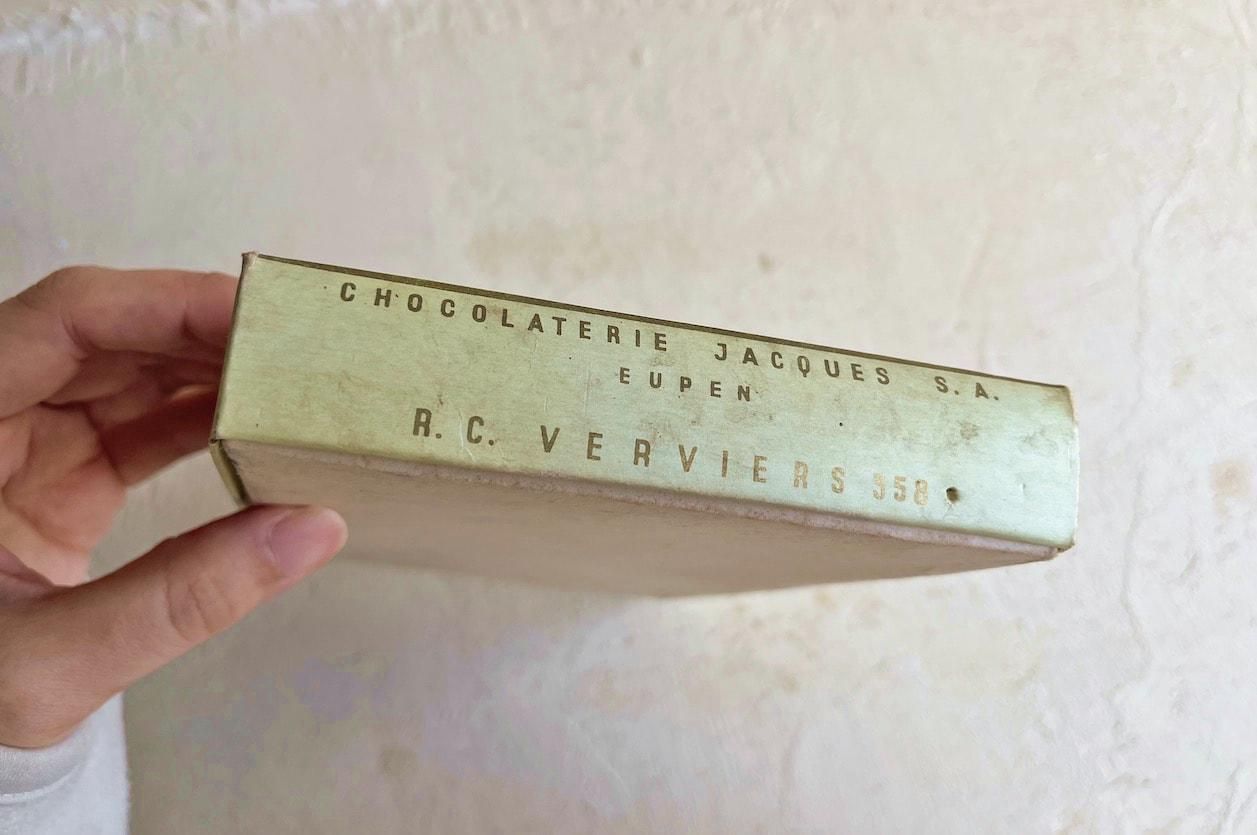 CHOCOLATERIE JACQUES S.A.
EUPEN
R.C. VERVIERS 358